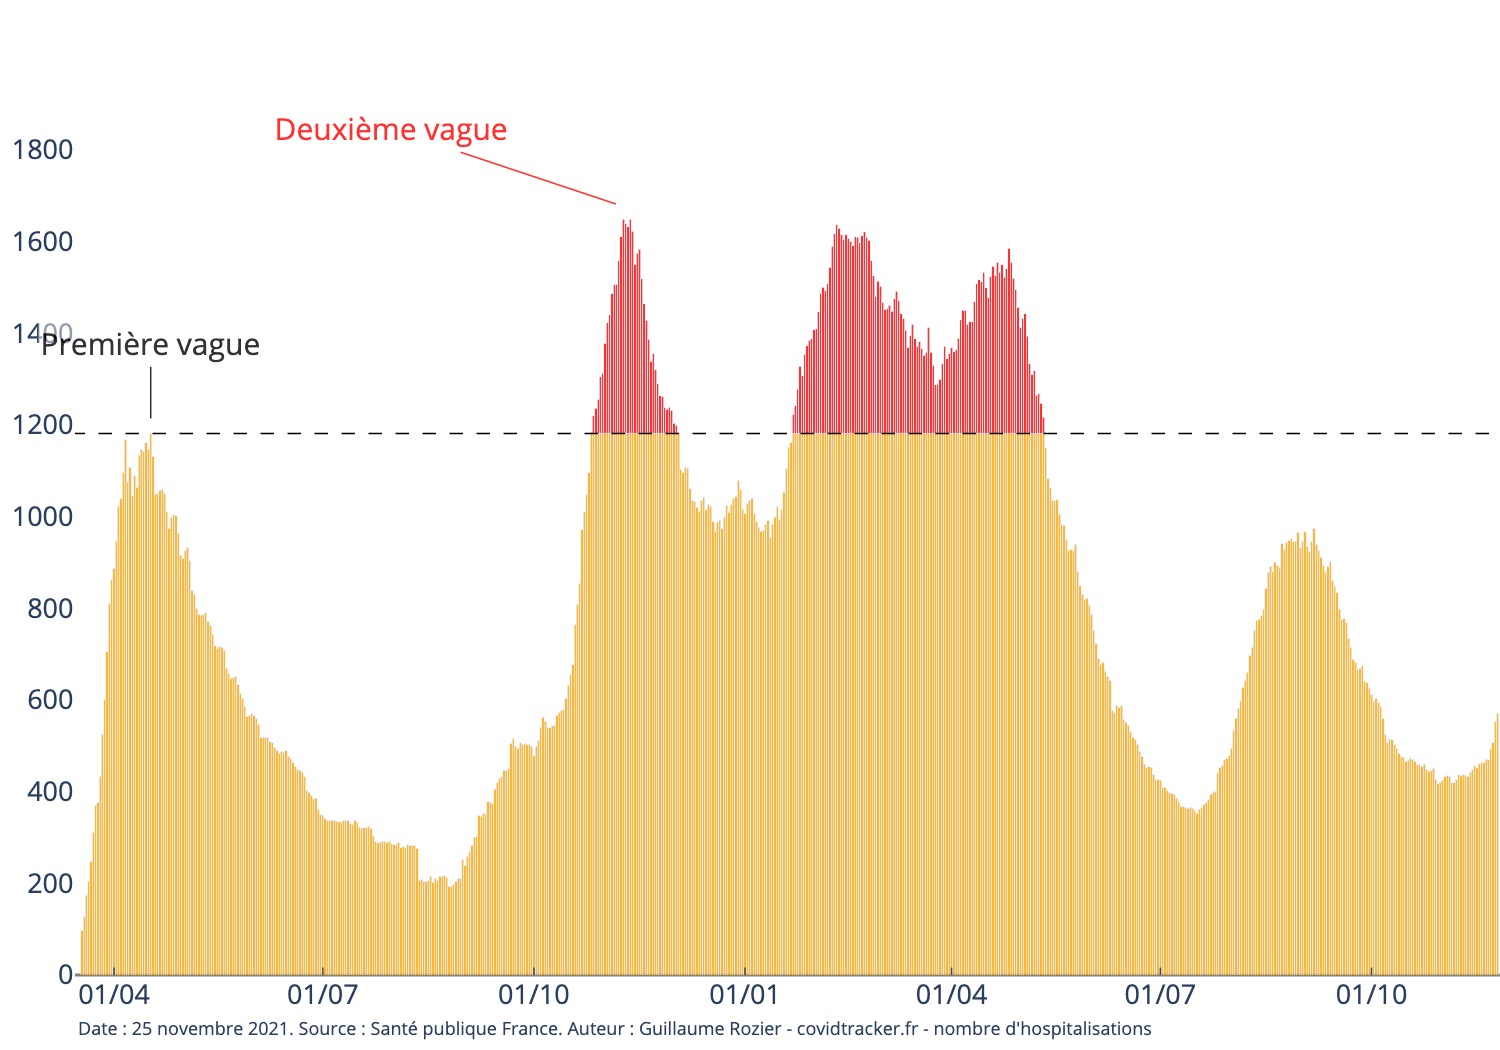 Deuxième vague
1800
1600
1400
Première vague
1200
1000
800
600
400
200
0
01/04 01/07 01/10 01/01 01/04 01/07 01/10
Date : 25 novembre 2021. Source : Santé publique France. Auteur : Guillaume Rozier - covidtracker.fr - nombre d'hospitalisations